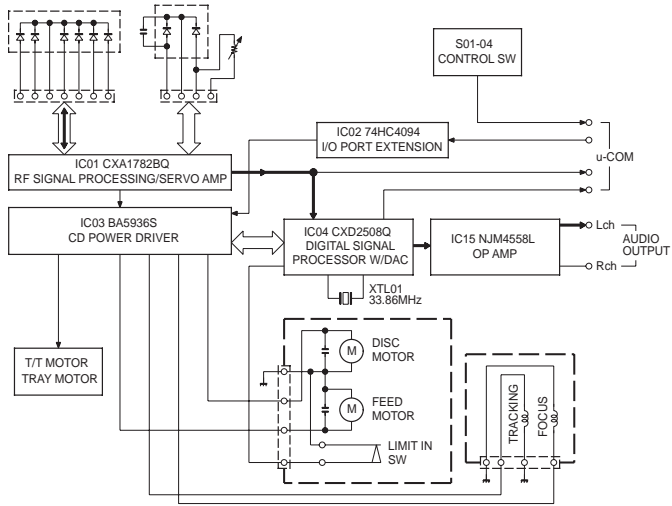 S01-04
CONTROL SW
IC02 74HC4094
I/O PORT EXTENSION
u-COM
IC01 CXA1782BQ
RF SIGNAL PROCESSING/SERVO AMP
IC03 BA5936S
CD POWER DRIVER
IC04 CXD2508Q
DIGITAL SIGNAL
PROCESSOR W/DAC
IC15 NJM4558L
OP AMP
Lch
AUDIO
OUTPUT
Rch
XTL01
33.86MHz
T/T MOTOR
TRAY MOTOR
M
DISC
MOTOR
M
FEED
MOTOR
LIMIT IN
SW
TRACKING
FOCUS